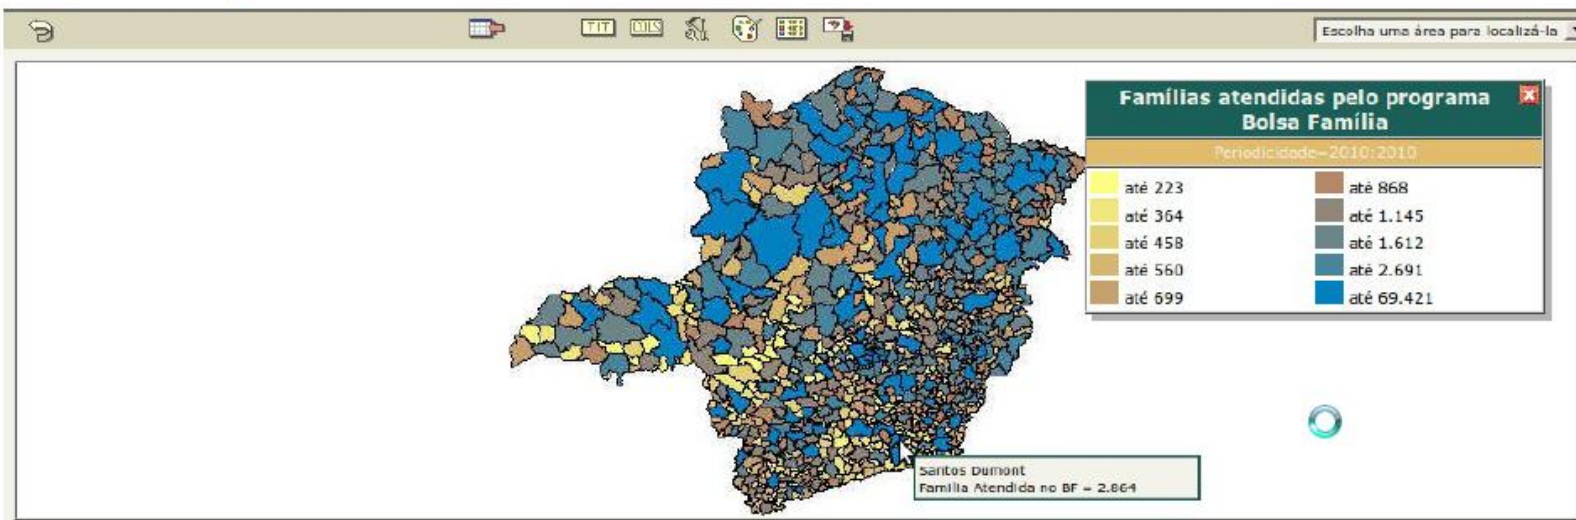 TIT
COLS
Escolha uma área para localizá-la
Famílias atendidas pelo programa
Bolsa Família
Periodicidade=2010:2010
até 223
até 868
até 364
até 1.145
até 458
até 1.612
até 560
até 2.691
até 699
até 69.421
Santos Dumont
Família Atendida no BF = 2.864